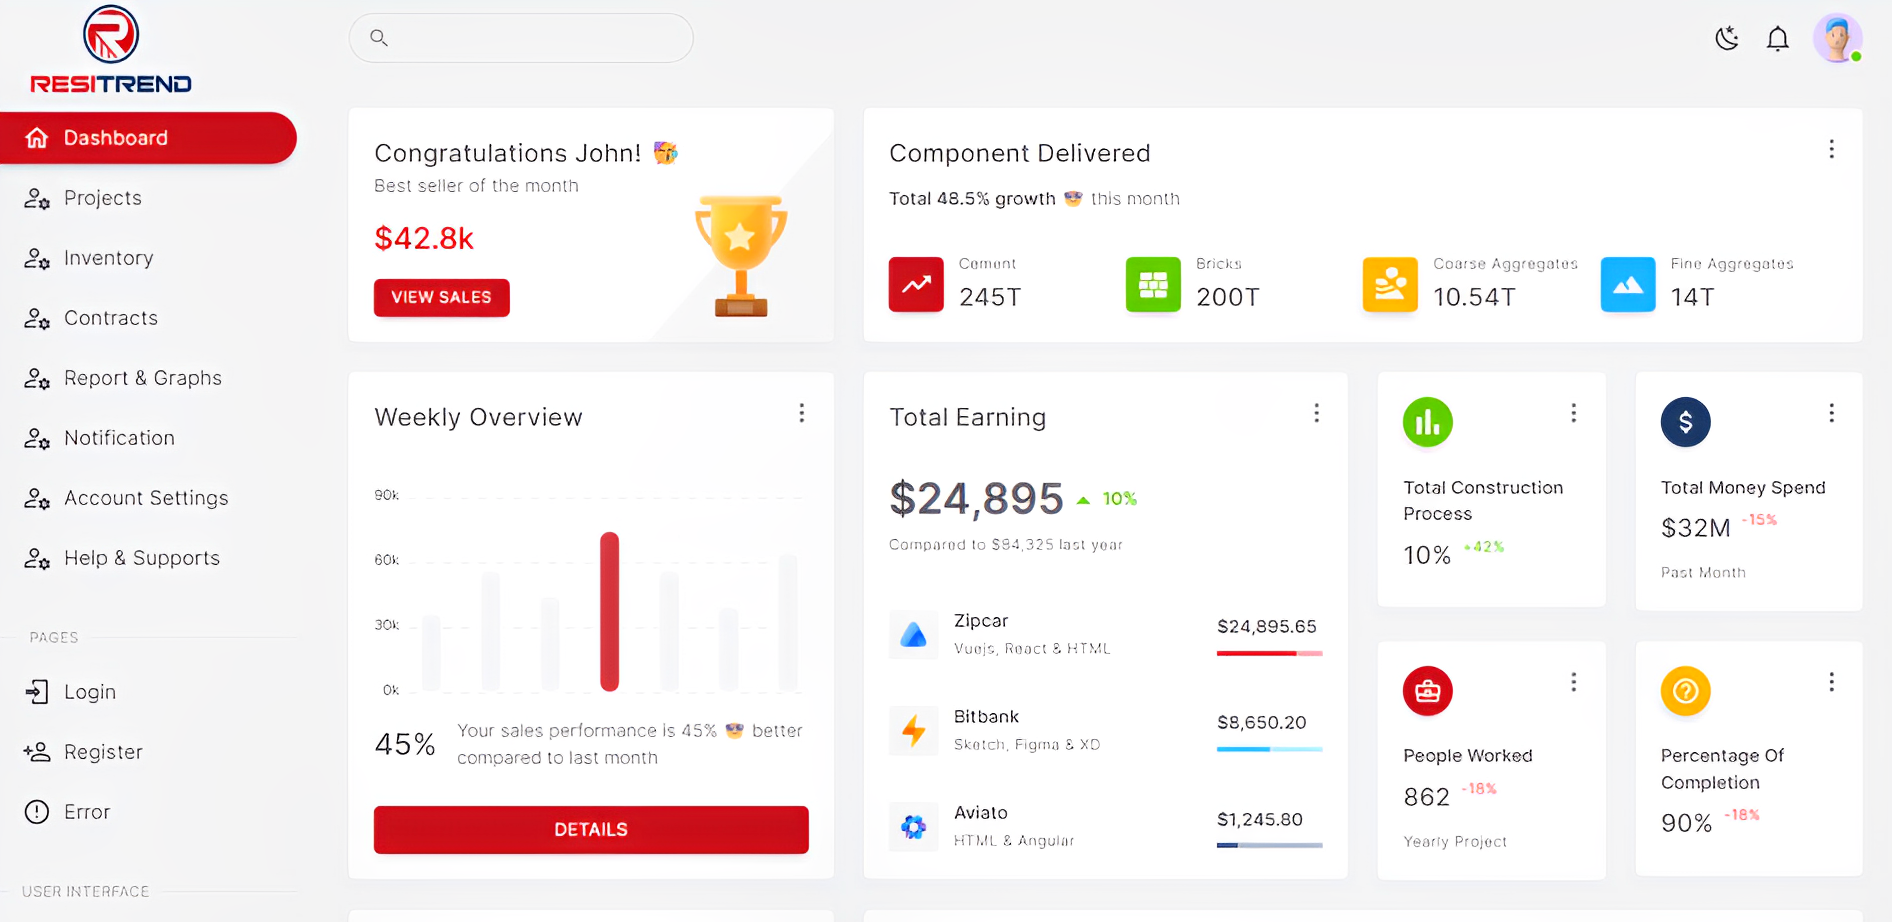 RESITREND
Dashboard
Projects
Inventory
Contracts
Report & Graphs
Notification
Account Settings
Help & Supports
PAGES
Login
Register
Error
USER INTERFACE
Congratulations John!
Best seller of the month
$42.8k
VIEW SALES
Component Delivered
Total 48.5% growth this month
Cement
245T
Bricks
200T
Coarse Aggregates
10.54T
Fine Aggregates
14T
Weekly Overview
90k
60k
30k
0k
45%
Your sales performance is 45% better
compared to last month
DETAILS
Total Earning
$24,895 10%
Compared to $84,325 last year
Zipcar
Vuejs, React & HTML
$24,895.65
Bitbank
Sketch, Figma & XD
$8,650.20
Aviato
HTML & Angular
$1,245.80
Total Construction
Process
10% +42%
Total Money Spend
$32M -15%
Past Month
People Worked
862 -18%
Yearly Project
Percentage Of
Completion
90% -18%